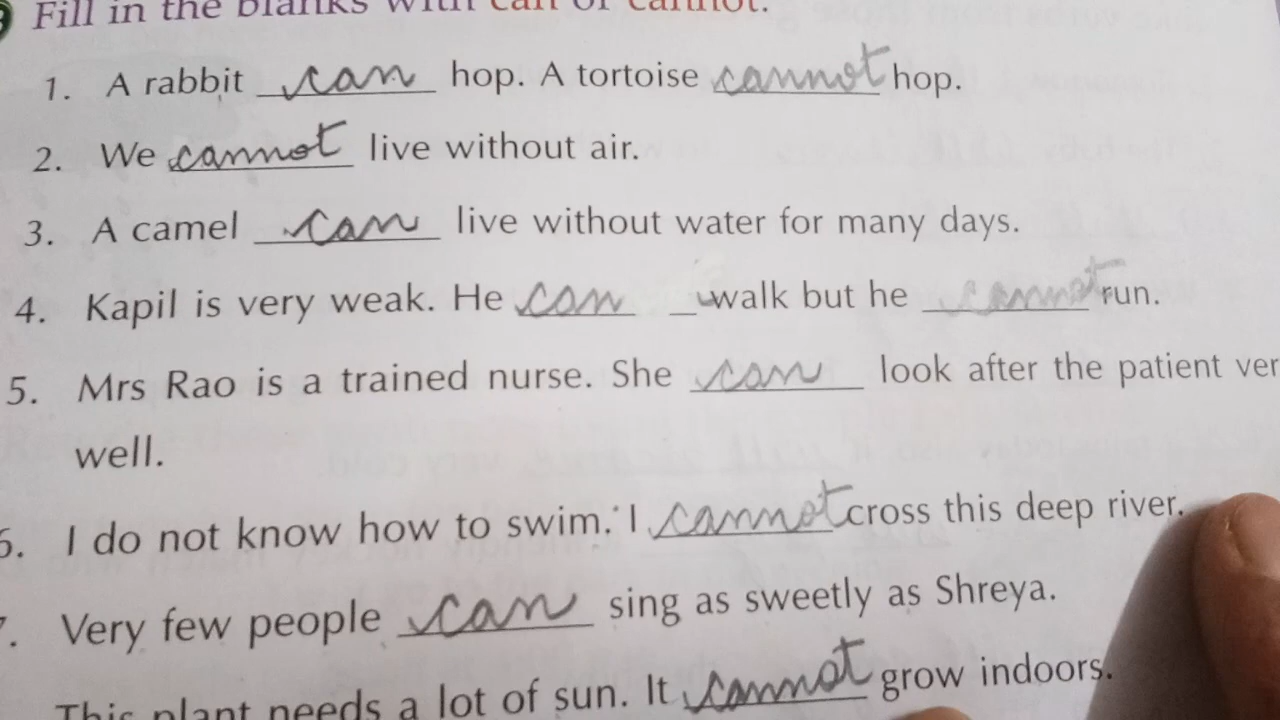 Fill in the blanks with can or cannot.
1. A rabbit can hop. A tortoise cannot hop.
2. We cannot live without air.
3. A camel can live without water for many days.
4. Kapil is very weak. He can walk but he cannot run.
5. Mrs Rao is a trained nurse. She can look after the patient ver
well.
6. I do not know how to swim. I cannot cross this deep river.
7. Very few people can sing as sweetly as Shreya.
This plant needs a lot of sun. It cannot grow indoors.